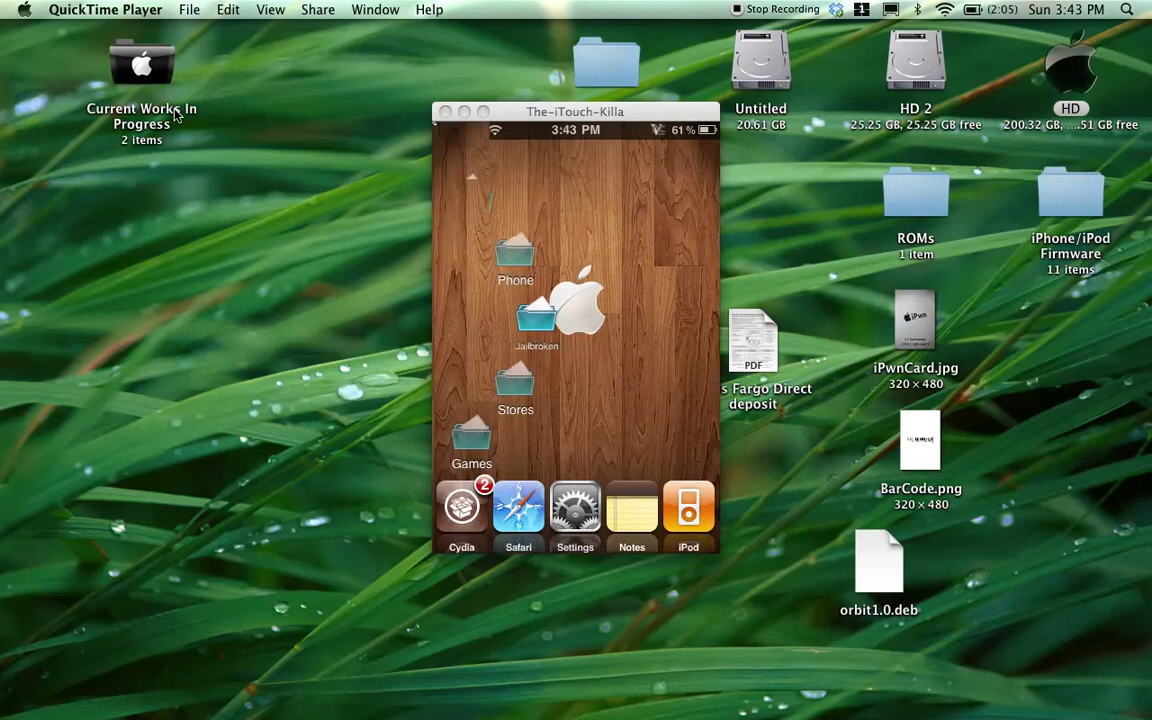 QuickTime Player File Edit View Share Window Help Stop Recording 1 (2:05) Sun 3:43 PM
Current Works In
Progress
2 items
Untitled
20.61 GB
HD 2
25.25 GB, 25.25 GB free
HD
200.32 GB, ....51 GB free
The-iTouch-Killa
3:43 PM 61%
Phone
Jailbroken
Stores
Games
2
Cydia Safari Settings Notes iPod
ROMs
1 item
iPhone/iPod
Firmware
11 items
PDF
s Fargo Direct
deposit
iPwn
iPwnCard.jpg
320 × 480
BarCode.png
320 × 480
orbit1.0.deb